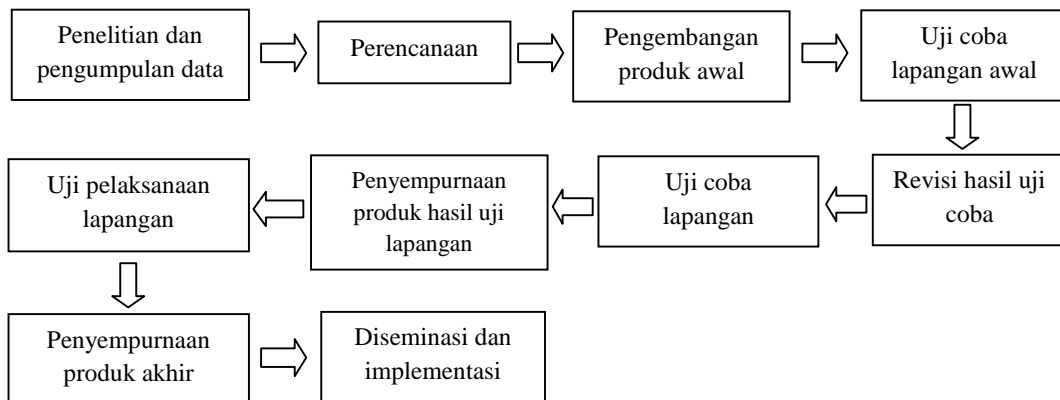 Penelitian dan
pengumpulan data
Perencanaan
Pengembangan
produk awal
Uji coba
lapangan awal
Revisi hasil uji
coba
Uji coba
lapangan
Penyempurnaan
produk hasil uji
lapangan
Uji pelaksanaan
lapangan
Penyempurnaan
produk akhir
Diseminasi dan
implementasi